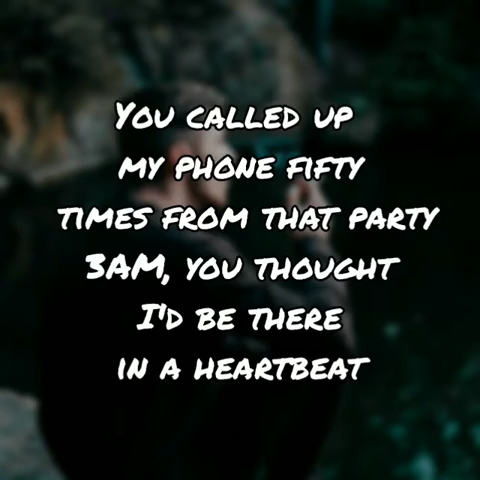 You called up
my phone fifty
times from that party
3AM, you thought
I'd be there
in a heartbeat